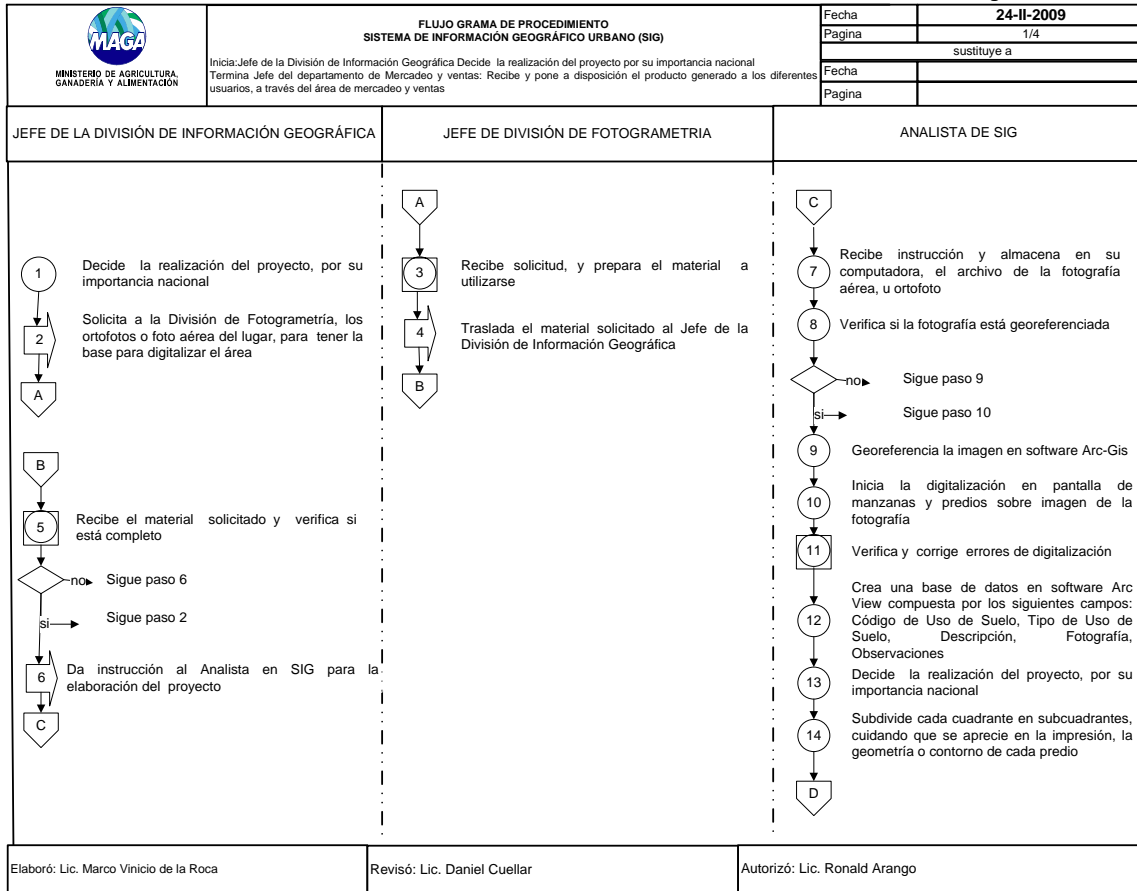 MAGA
MINISTERIO DE AGRICULTURA,
GANADERÍA Y ALIMENTACIÓN
FLUJO GRAMA DE PROCEDIMIENTO
SISTEMA DE INFORMACIÓN GEOGRÁFICO URBANO (SIG)
Inicia:Jefe de la División de Información Geográfica Decide la realización del proyecto por su importancia nacional
Termina Jefe del departamento de Mercadeo y ventas: Recibe y pone a disposición el producto generado a los diferentes
usuarios, a través del área de mercadeo y ventas
Fecha 24-II-2009
Pagina 1/4
sustituye a
Fecha
Pagina
JEFE DE LA DIVISIÓN DE INFORMACIÓN GEOGRÁFICA
JEFE DE DIVISIÓN DE FOTOGRAMETRIA
ANALISTA DE SIG
1
Decide la realización del proyecto, por su
importancia nacional
2
Solicita a la División de Fotogrametría, los
ortofotos o foto aérea del lugar, para tener la
base para digitalizar el área
A
B
5
Recibe el material solicitado y verifica si
está completo
no Sigue paso 6
si Sigue paso 2
6
Da instrucción al Analista en SIG para la
elaboración del proyecto
C
A
3
Recibe solicitud, y prepara el material a
utilizarse
4
Traslada el material solicitado al Jefe de la
División de Información Geográfica
B
C
7
Recibe instrucción y almacena en su
computadora, el archivo de la fotografía
aérea, u ortofoto
8 Verifica si la fotografía está georeferenciada
no Sigue paso 9
si Sigue paso 10
9 Georeferencia la imagen en software Arc-Gis
10
Inicia la digitalización en pantalla de
manzanas y predios sobre imagen de la
fotografía
11 Verifica y corrige errores de digitalización
12
Crea una base de datos en software Arc
View compuesta por los siguientes campos:
Código de Uso de Suelo, Tipo de Uso de
Suelo, Descripción, Fotografía,
Observaciones
13
Decide la realización del proyecto, por su
importancia nacional
14
Subdivide cada cuadrante en subcuadrantes,
cuidando que se aprecie en la impresión, la
geometría o contorno de cada predio
D
Elaboró: Lic. Marco Vinicio de la Roca
Revisó: Lic. Daniel Cuellar
Autorizó: Lic. Ronald Arango